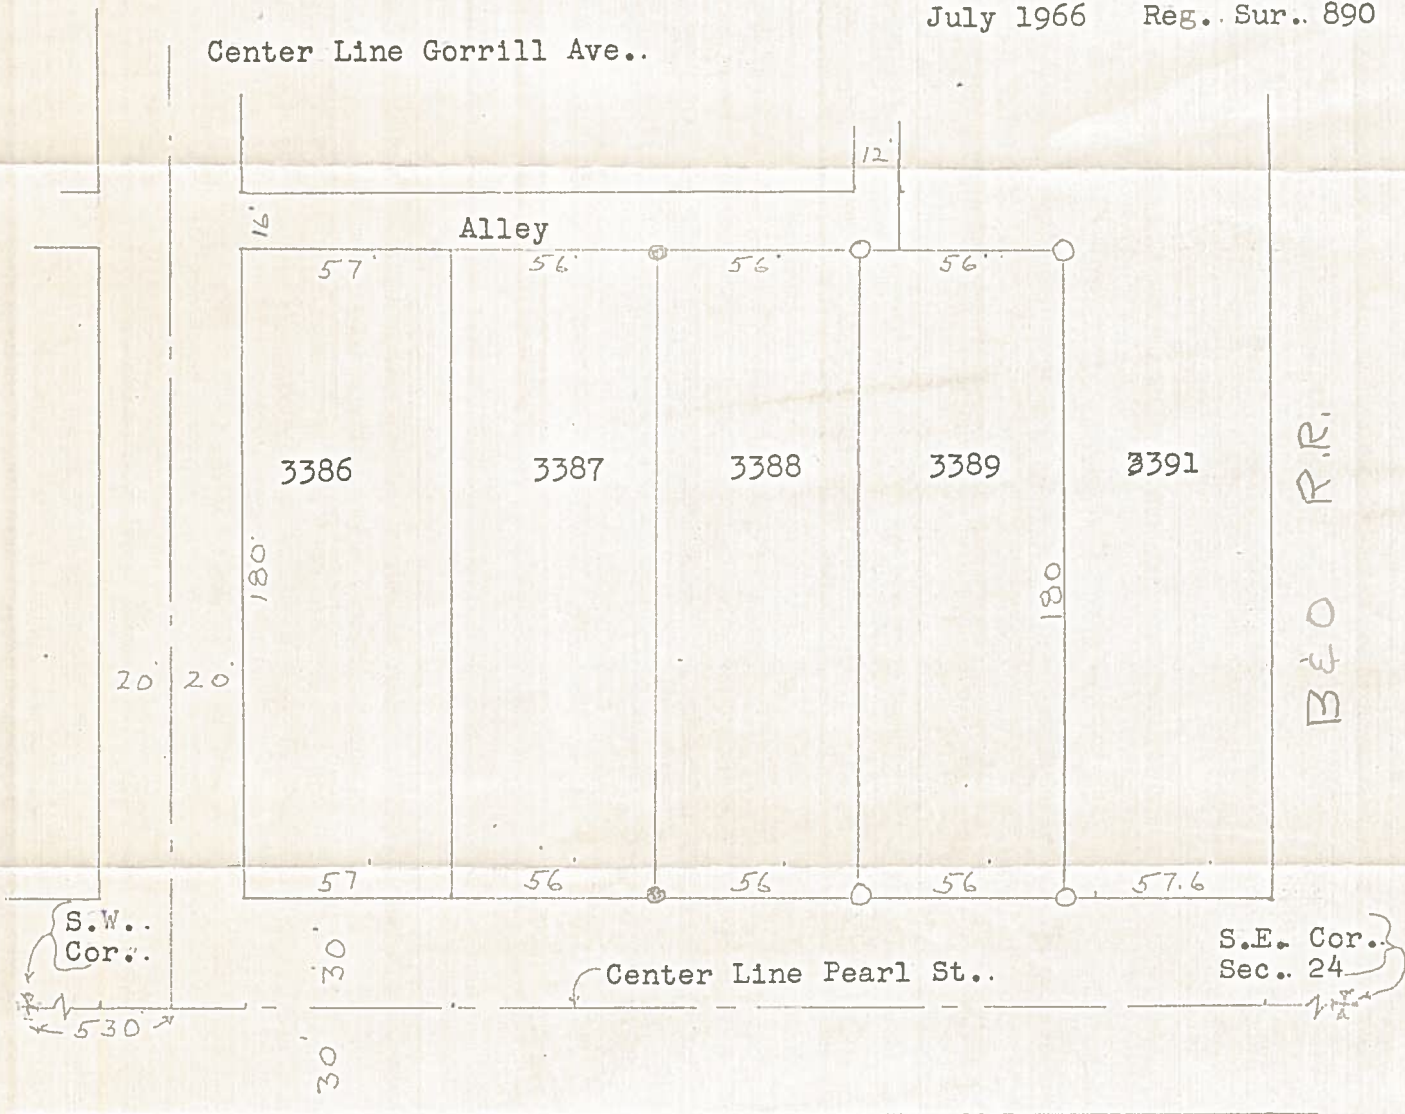 July 1966 Reg.. Sur.. 890
Center Line Gorrill Ave..
12'
16'
Alley
57' 56' 56' 56'
3386 3387 3388 3389 3391
B&O R.R.
180' 180
20' 20'
57 56 56 56 57.6
S.W..
Cor..
30'
Center Line Pearl St..
S.E. Cor..
Sec.. 24
530'
30'